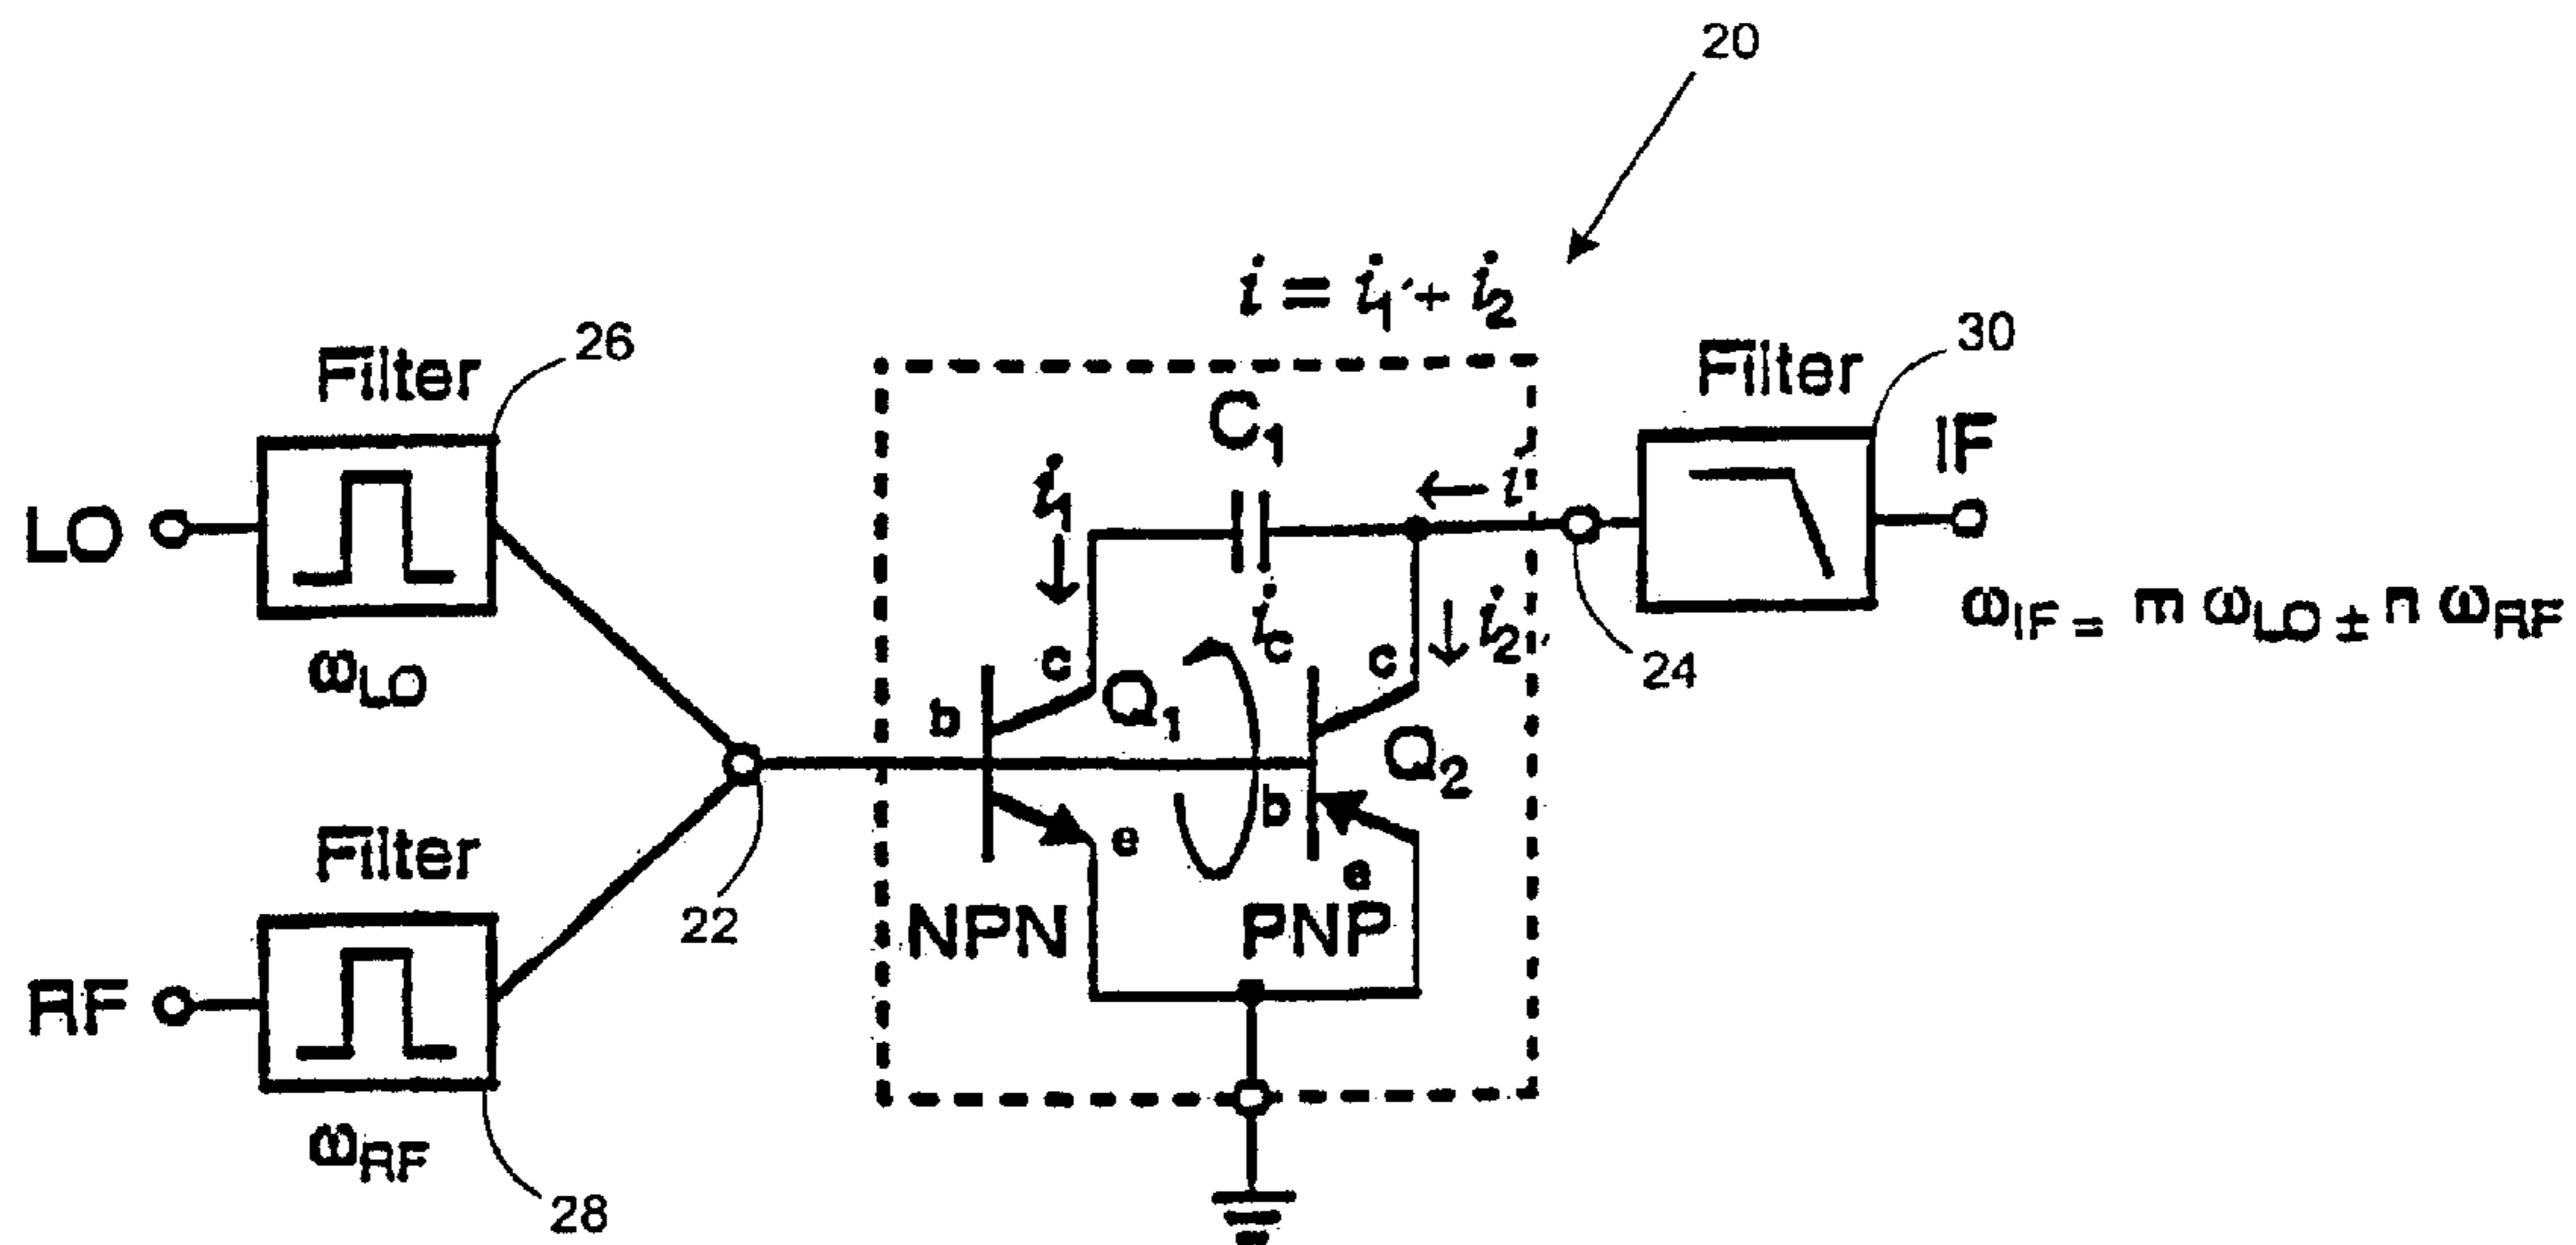 20
i = i1 + i2
Filter
26
LO
ωLO
Filter
RF
ωRF
28
22
C1
i1
i
ic
i2
c
b
Q1
e
NPN
c
b
Q2
e
PNP
Filter
30
IF
24
ωIF = m ωLO ± n ωRF